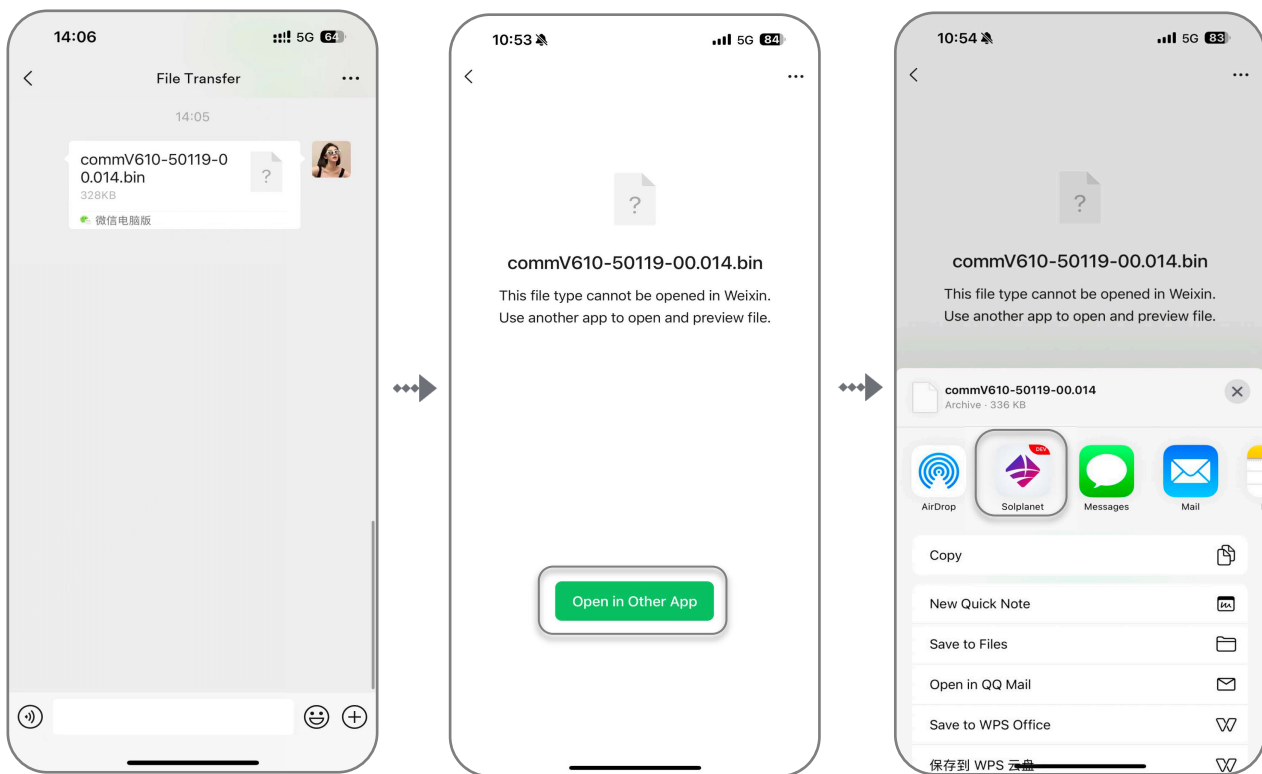 14:06
5G 64
File Transfer
14:05
commV610-50119-0
0.014.bin
?
328KB
微信电脑版
10:53
5G 84
?
commV610-50119-00.014.bin
This file type cannot be opened in Weixin.
Use another app to open and preview file.
Open in Other App
10:54
5G 83
?
commV610-50119-00.014.bin
This file type cannot be opened in Weixin.
Use another app to open and preview file.
commV610-50119-00.014
Archive · 336 KB
DEV
AirDrop
Solplanet
Messages
Mail
Copy
New Quick Note
Save to Files
Open in QQ Mail
Save to WPS Office
保存到 WPS 云盘